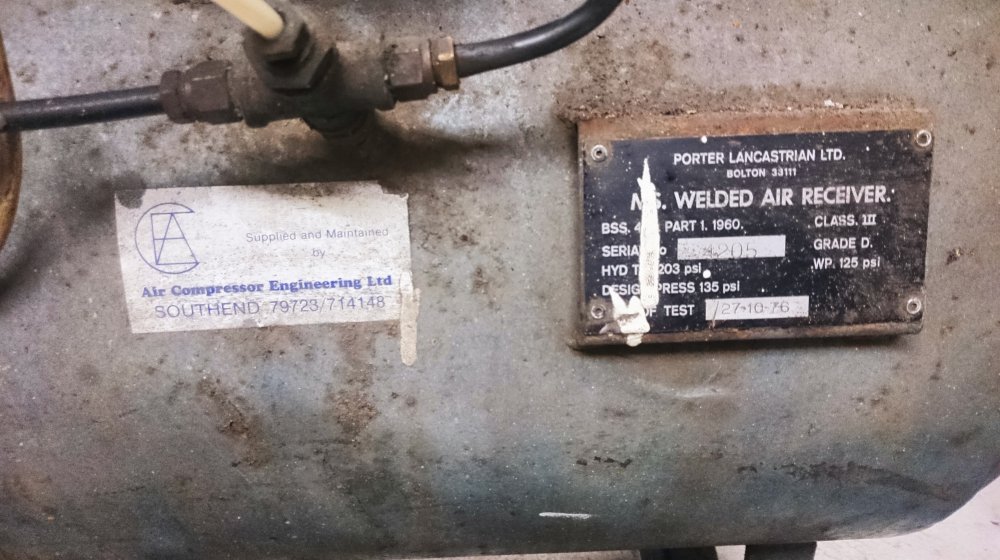 Supplied and Maintained
by
Air Compressor Engineering Ltd
SOUTHEND 79723/714148
PORTER LANCASTRIAN LTD.
BOLTON 33111
WELDED AIR RECEIVER.
BSS. PART 1. 1960. CLASS. III
GRADE D.
HYD 203 psi WP. 125 psi
PRESS 135 psi
OF TEST 27-10-76